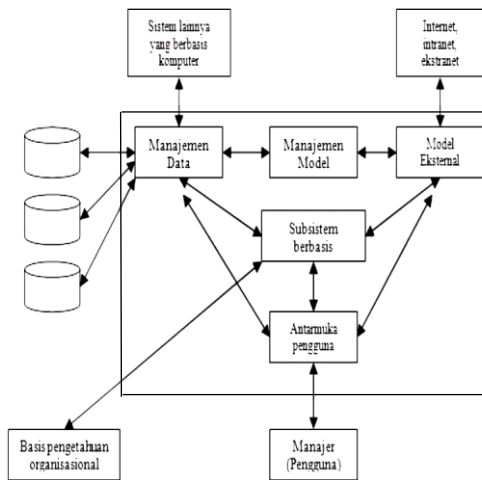 Sistem lamnya
yang berbasis
komputer
Internet,
intranet,
ekstranet
Manajemen
Data
Manajemen
Model
Model
Eksternal
Subsistem
berbasis
Antarmuka
pengguna
Basis pengetahuan
organisasional
Manajer
(Pengguna)